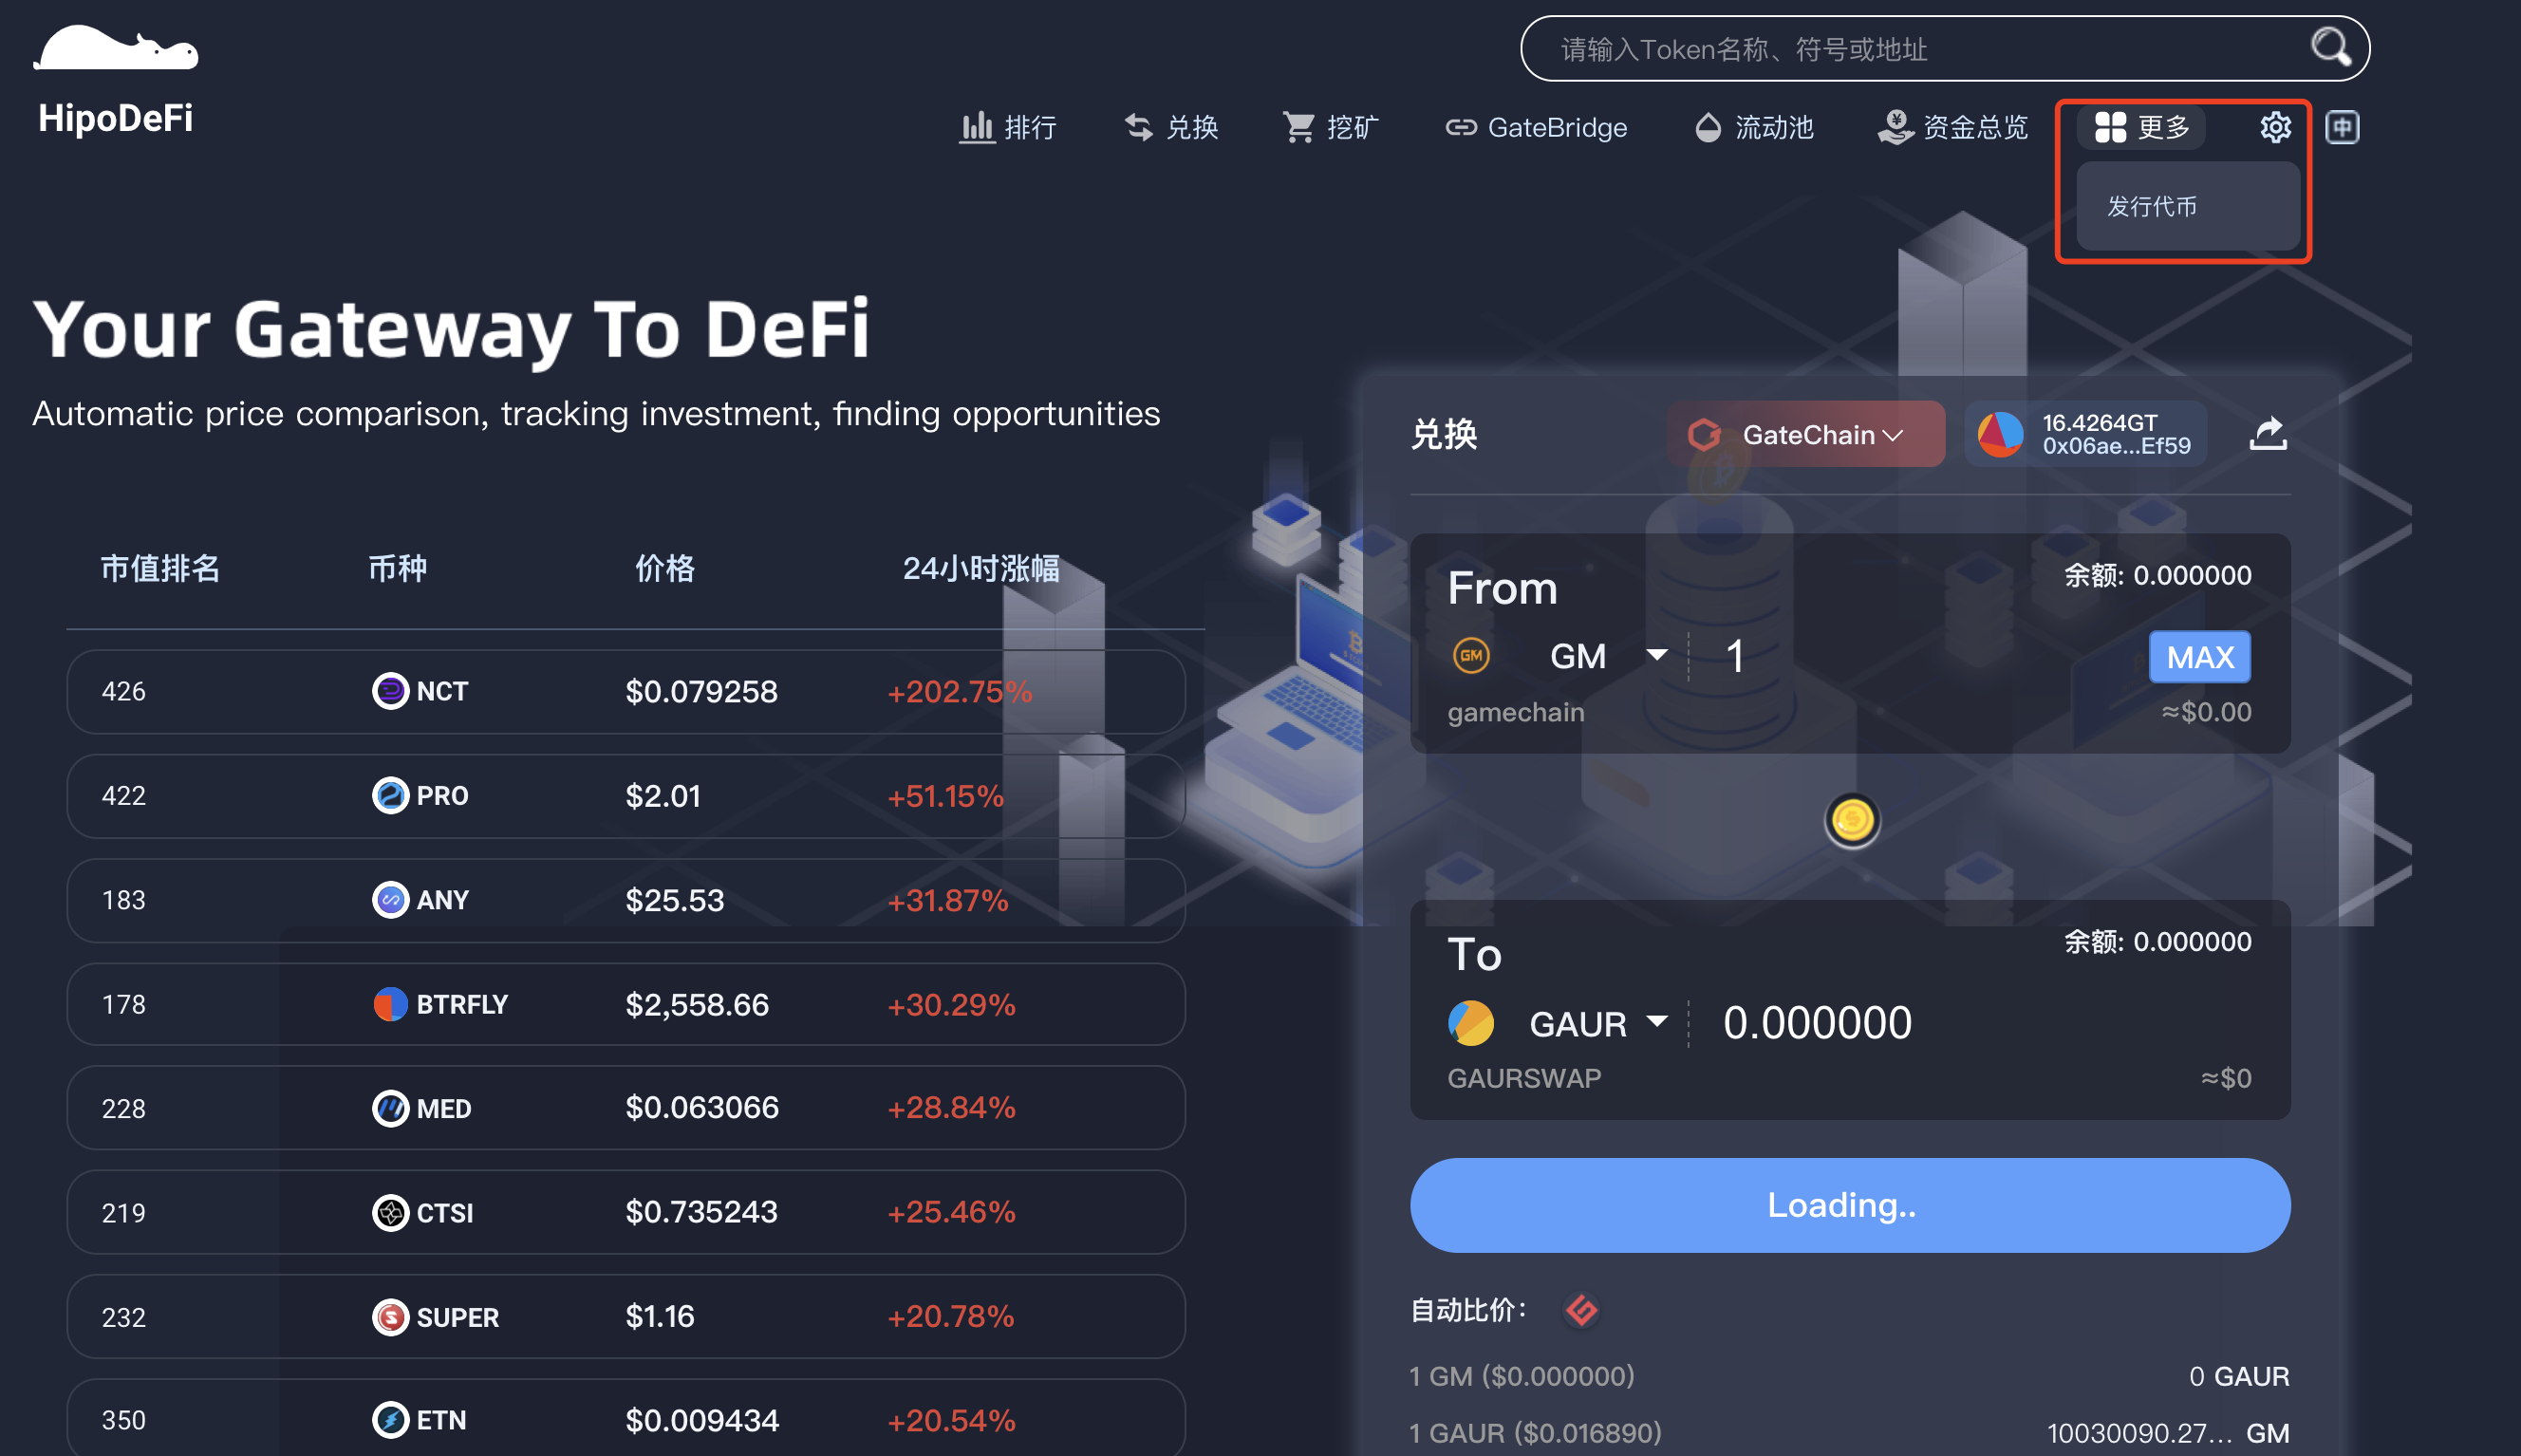 请输入Token名称、符号或地址
HipoDeFi
排行 兑换 挖矿 GateBridge 流动池 资金总览 更多 中
发行代币
Your Gateway To DeFi
Automatic price comparison, tracking investment, finding opportunities
市值排名 币种 价格 24小时涨幅
426 NCT $0.079258 +202.75%
422 PRO $2.01 +51.15%
183 ANY $25.53 +31.87%
178 BTRFLY $2,558.66 +30.29%
228 MED $0.063066 +28.84%
219 CTSI $0.735243 +25.46%
232 SUPER $1.16 +20.78%
350 ETN $0.009434 +20.54%
兑换 GateChain 16.4264GT
0x06ae...Ef59
From 余额: 0.000000
GM GM 1 MAX
gamechain ≈$0.00
To 余额: 0.000000
GAUR 0.000000
GAURSWAP ≈$0
Loading..
自动比价：
1 GM ($0.000000) 0 GAUR
1 GAUR ($0.016890) 10030090.27... GM